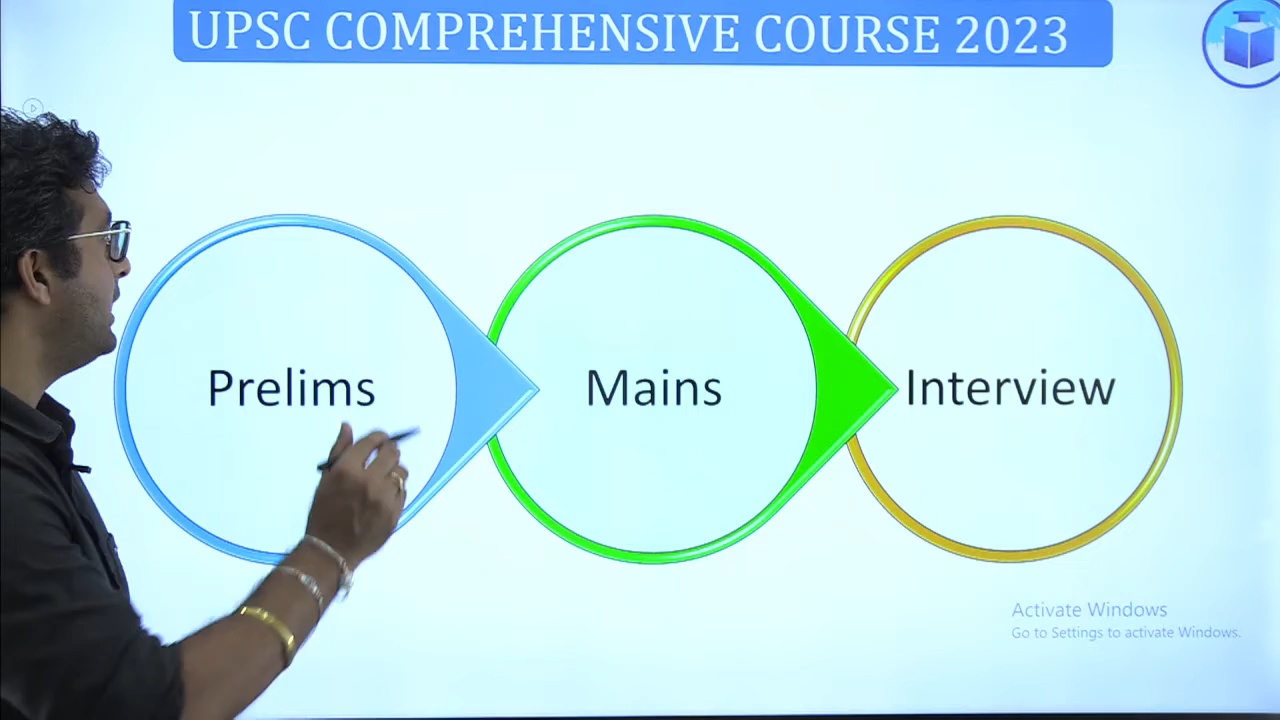 UPSC COMPREHENSIVE COURSE 2023
Prelims
Mains
Interview
Activate Windows
Go to Settings to activate Windows.